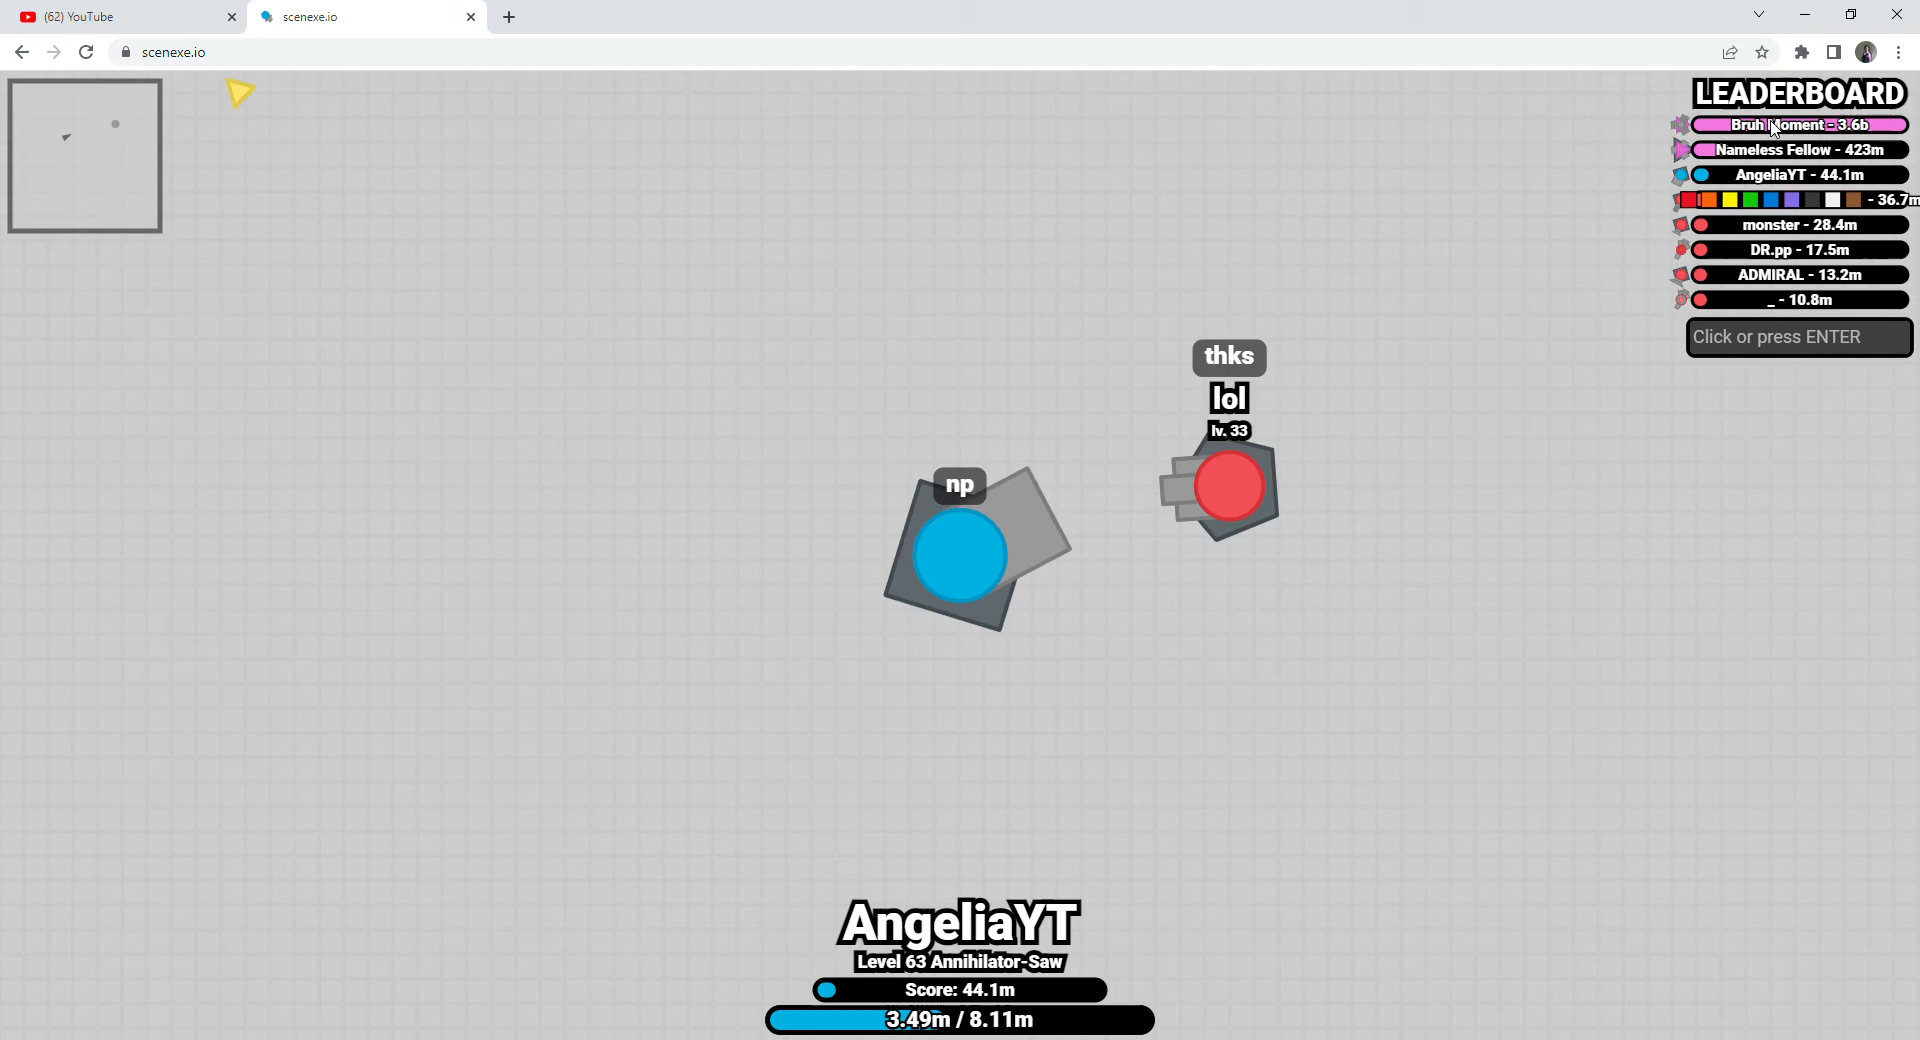 (62) YouTube
scenexe.io
scenexe.io
LEADERBOARD
Bruh Moment - 3.6b
Nameless Fellow - 423m
AngeliaYT - 44.1m
- 36.7m
monster - 28.4m
DR.pp - 17.5m
ADMIRAL - 13.2m
_ - 10.8m
Click or press ENTER
thks
lol
lv. 33
np
AngeliaYT
Level 63 Annihilator-Saw
Score: 44.1m
3.49m / 8.11m